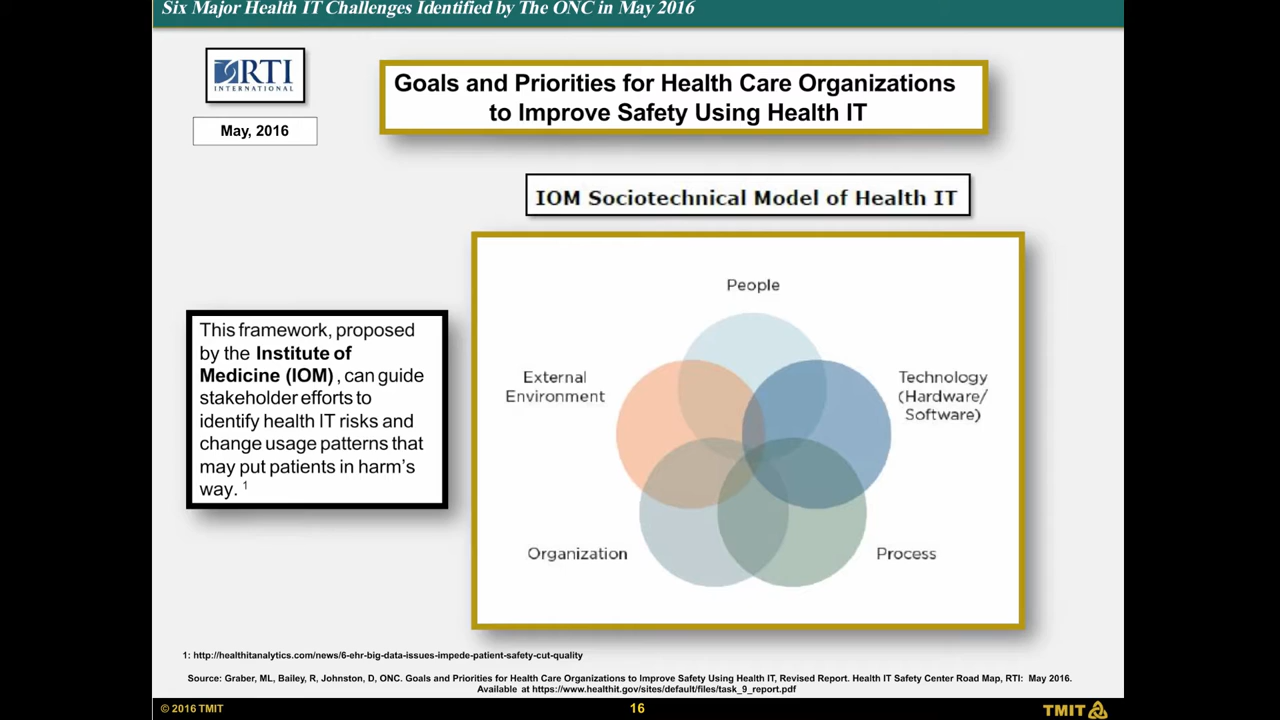 Six Major Health IT Challenges Identified by The ONC in May 2016
RTI
INTERNATIONAL
May, 2016
Goals and Priorities for Health Care Organizations
to Improve Safety Using Health IT
IOM Sociotechnical Model of Health IT
This framework, proposed
by the Institute of
Medicine (IOM) , can guide
stakeholder efforts to
identify health IT risks and
change usage patterns that
may put patients in harm's
way. 1
People
External
Environment
Technology
(Hardware/
Software)
Organization
Process
1: http://healthitanalytics.com/news/6-ehr-big-data-issues-impede-patient-safety-cut-quality
Source: Graber, ML, Bailey, R, Johnston, D, ONC. Goals and Priorities for Health Care Organizations to Improve Safety Using Health IT, Revised Report. Health IT Safety Center Road Map, RTI: May 2016.
Available at https://www.healthit.gov/sites/default/files/task_9_report.pdf
© 2016 TMIT
16
TMIT